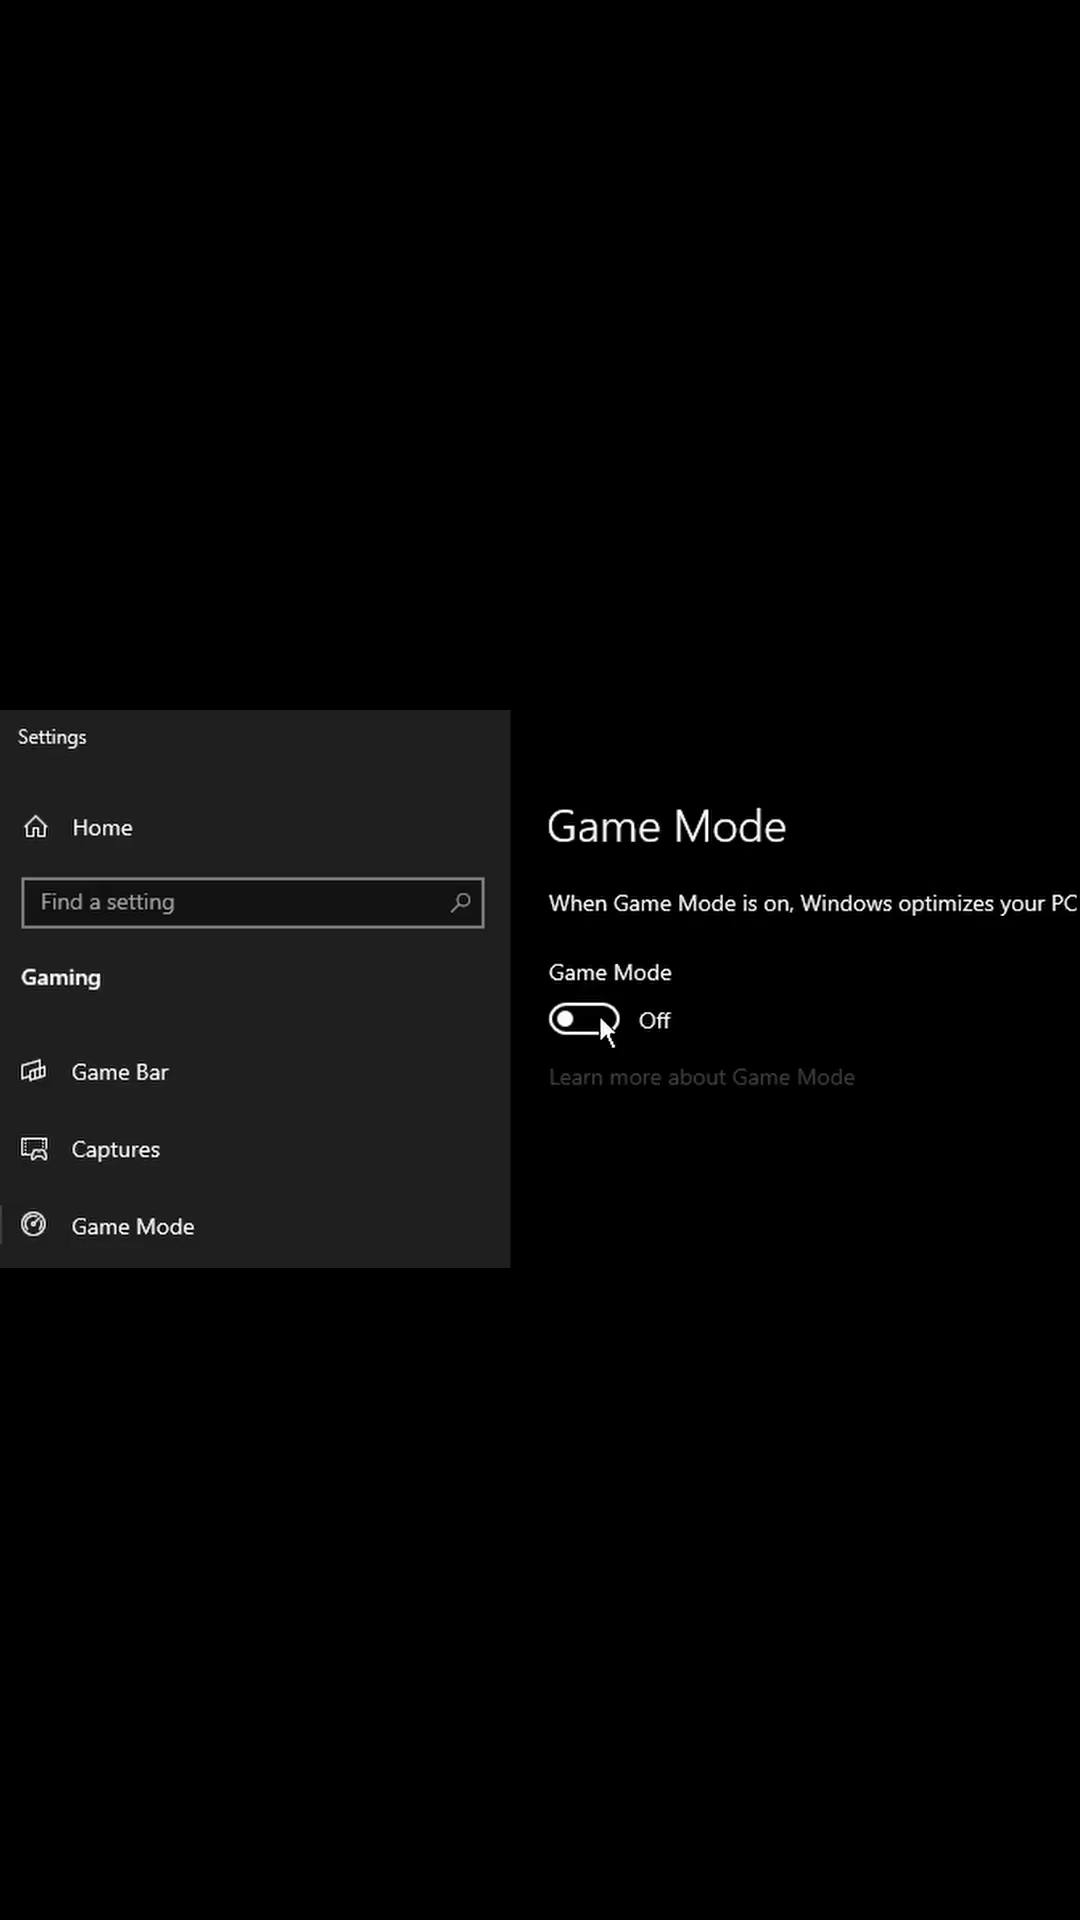 Settings
Home
Find a setting
Gaming
Game Bar
Captures
Game Mode
Game Mode
When Game Mode is on, Windows optimizes your PC
Game Mode
Off
Learn more about Game Mode